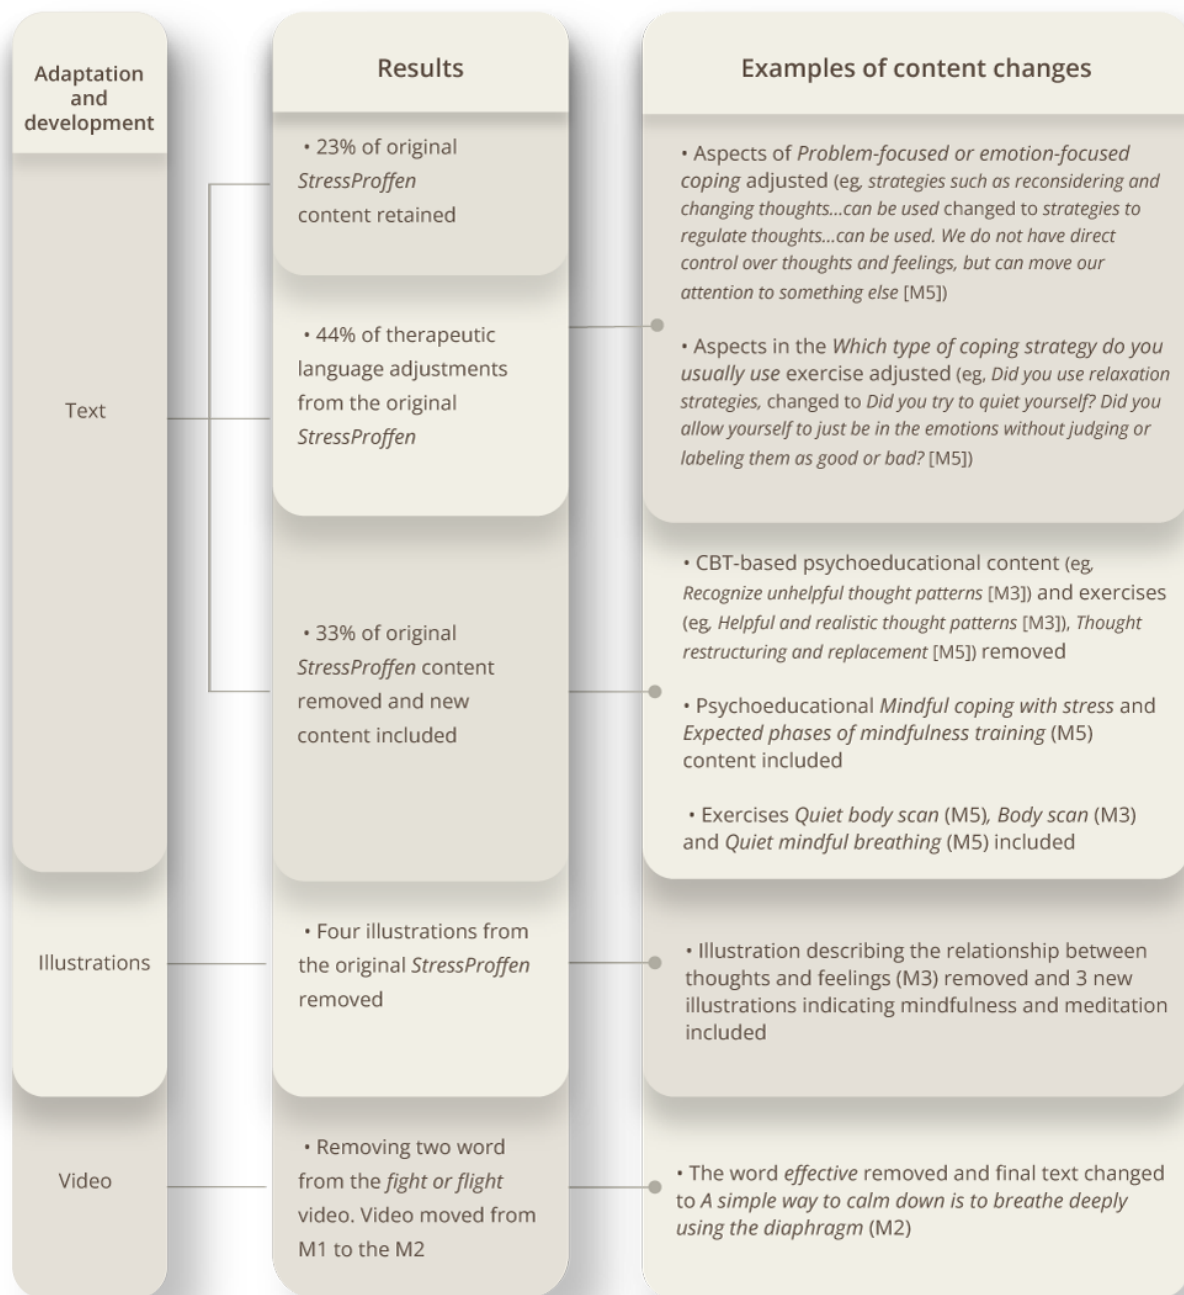 Adaptation
and
development
Results
Examples of content changes
Text
• 23% of original
StressProffen
content retained
• 44% of therapeutic
language adjustments
from the original
StressProffen
• Aspects of Problem-focused or emotion-focused
coping adjusted (eg, strategies such as reconsidering and
changing thoughts...can be used changed to strategies to
regulate thoughts...can be used. We do not have direct
control over thoughts and feelings, but can move our
attention to something else [M5])
• Aspects in the Which type of coping strategy do you
usually use exercise adjusted (eg, Did you use relaxation
strategies, changed to Did you try to quiet yourself? Did you
allow yourself to just be in the emotions without judging or
labeling them as good or bad? [M5])
• 33% of original
StressProffen content
removed and new
content included
• CBT-based psychoeducational content (eg,
Recognize unhelpful thought patterns [M3]) and exercises
(eg, Helpful and realistic thought patterns [M3]), Thought
restructuring and replacement [M5]) removed
• Psychoeducational Mindful coping with stress and
Expected phases of mindfulness training (M5)
content included
• Exercises Quiet body scan (M5), Body scan (M3)
and Quiet mindful breathing (M5) included
Illustrations
• Four illustrations from
the original StressProffen
removed
• Illustration describing the relationship between
thoughts and feelings (M3) removed and 3 new
illustrations indicating mindfulness and meditation
included
Video
• Removing two word
from the fight or flight
video. Video moved from
M1 to the M2
• The word effective removed and final text changed
to A simple way to calm down is to breathe deeply
using the diaphragm (M2)